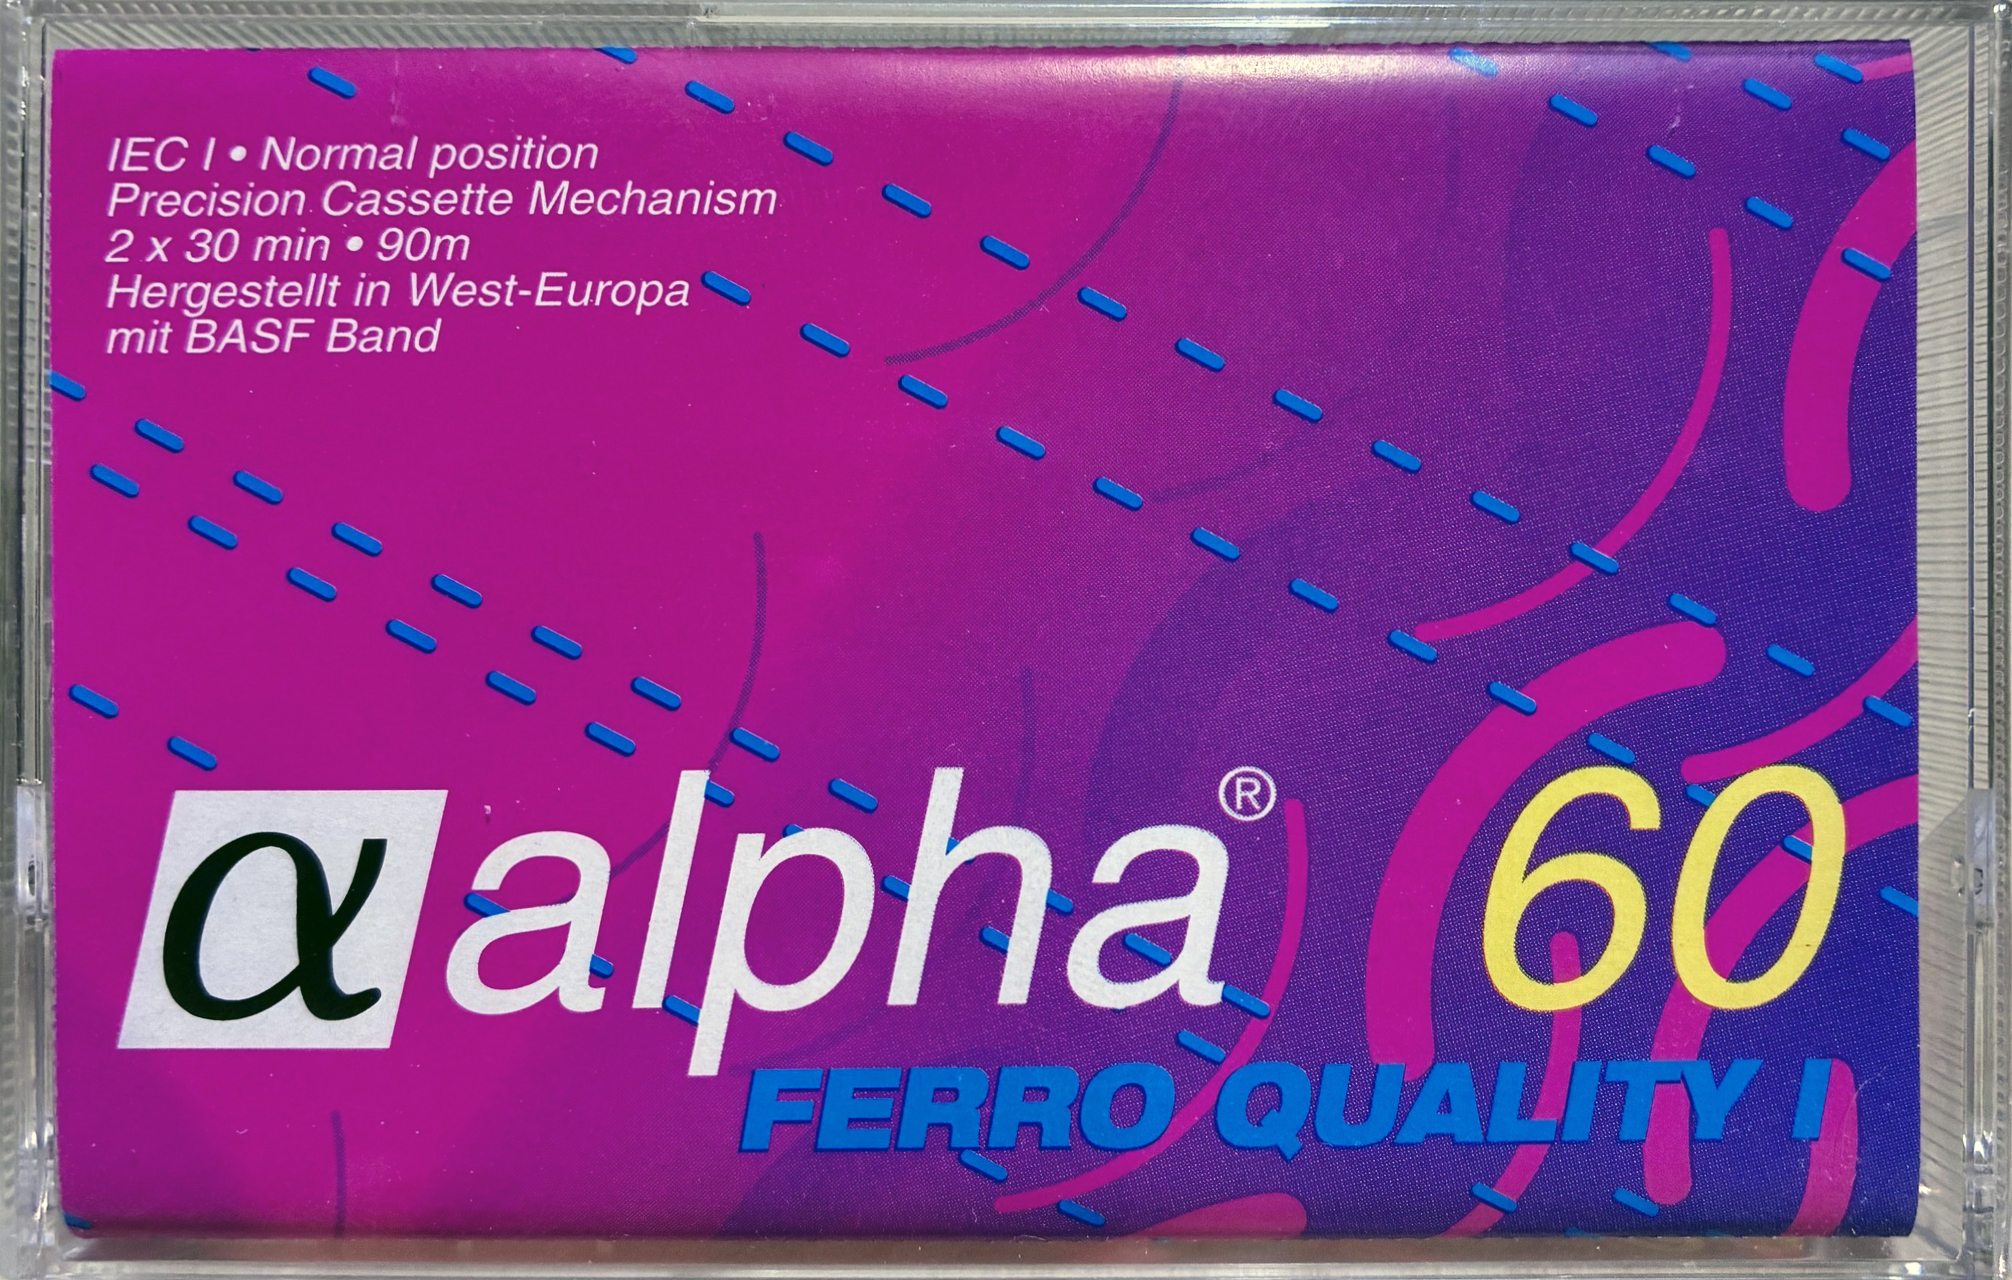 IEC I • Normal position
Precision Cassette Mechanism
2 x 30 min • 90m
Hergestellt in West-Europa
mit BASF Band
α alpha® 60
FERRO QUALITY I